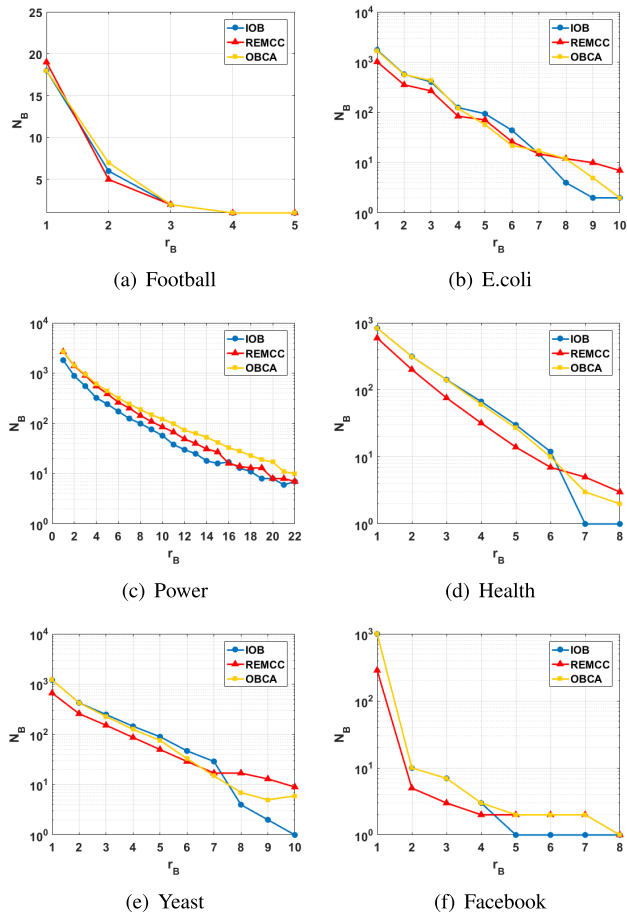 25
20
15
10
5
N_B
1 2 3 4 5
r_B
IOB
REMCC
OBCA
(a) Football
10^4
10^3
10^2
10^1
10^0
N_B
1 2 3 4 5 6 7 8 9 10
r_B
IOB
REMCC
OBCA
(b) E.coli
10^4
10^3
10^2
10^1
10^0
N_B
0 2 4 6 8 10 12 14 16 18 20 22
r_B
IOB
REMCC
OBCA
(c) Power
10^3
10^2
10^1
10^0
N_B
1 2 3 4 5 6 7 8
r_B
IOB
REMCC
OBCA
(d) Health
10^4
10^3
10^2
10^1
10^0
N_B
1 2 3 4 5 6 7 8 9 10
r_B
IOB
REMCC
OBCA
(e) Yeast
10^3
10^2
10^1
10^0
N_B
1 2 3 4 5 6 7 8
r_B
IOB
REMCC
OBCA
(f) Facebook